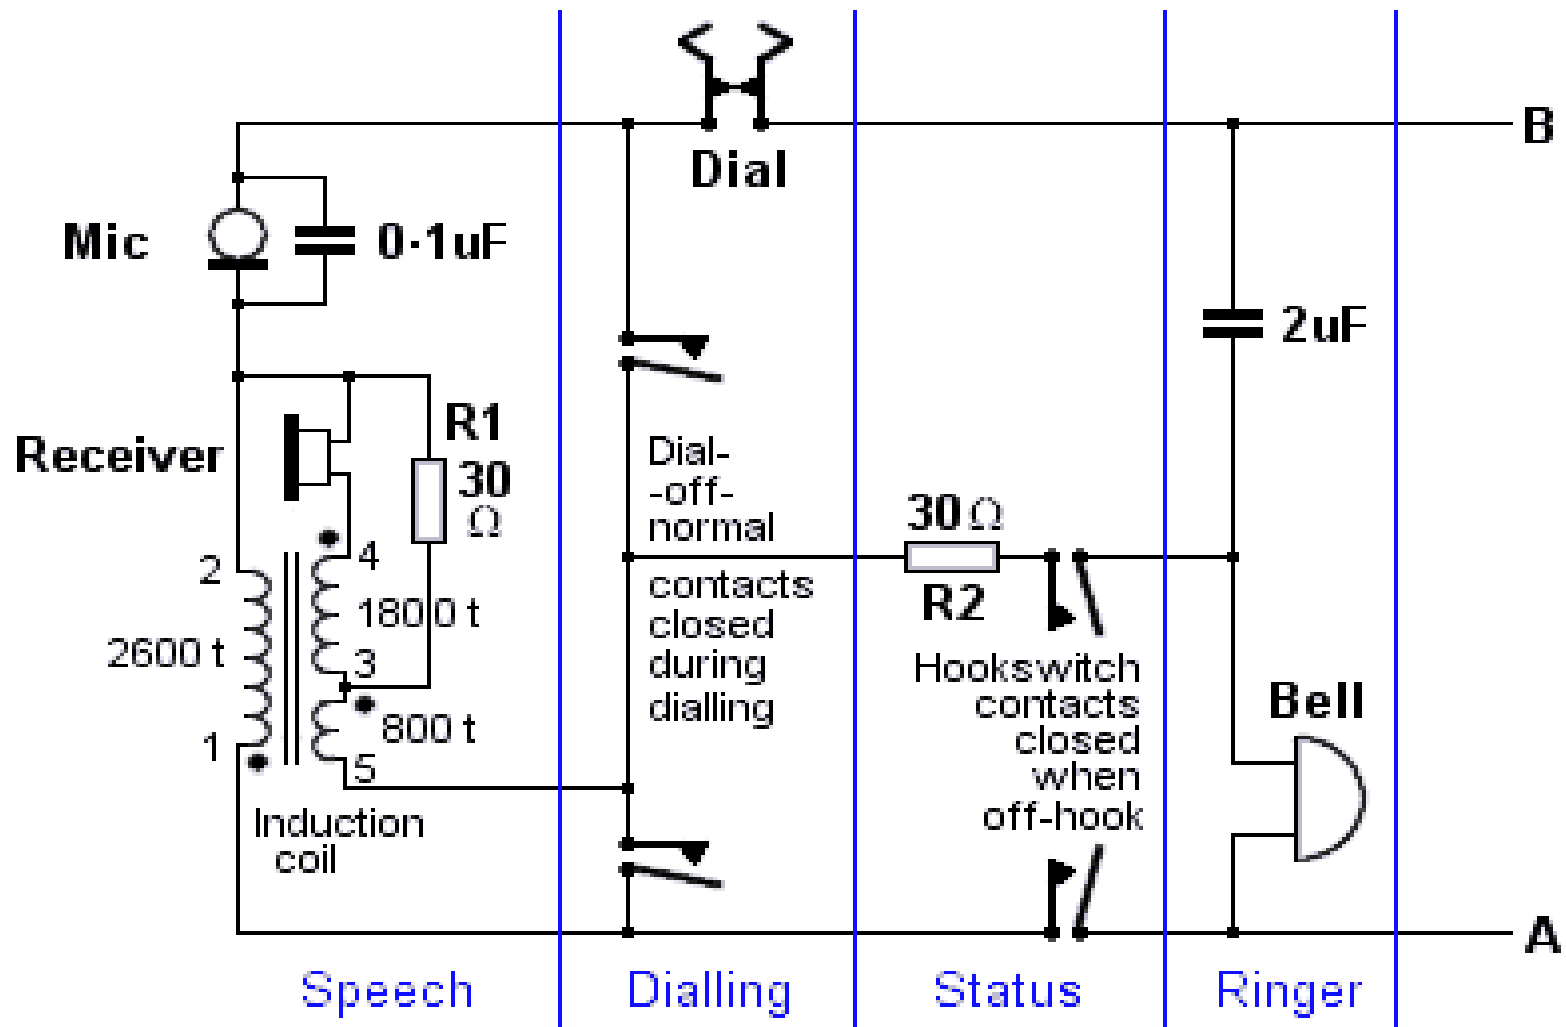 B
Dial
Mic
0·1uF
2uF
Receiver
R1
30
Ω
Dial-
-off-
normal
contacts
closed
during
dialling
30 Ω
R2
2
4
1800 t
2600 t
3
1
800 t
5
Induction
coil
Hookswitch
contacts
closed
when
off-hook
Bell
A
Speech
Dialling
Status
Ringer